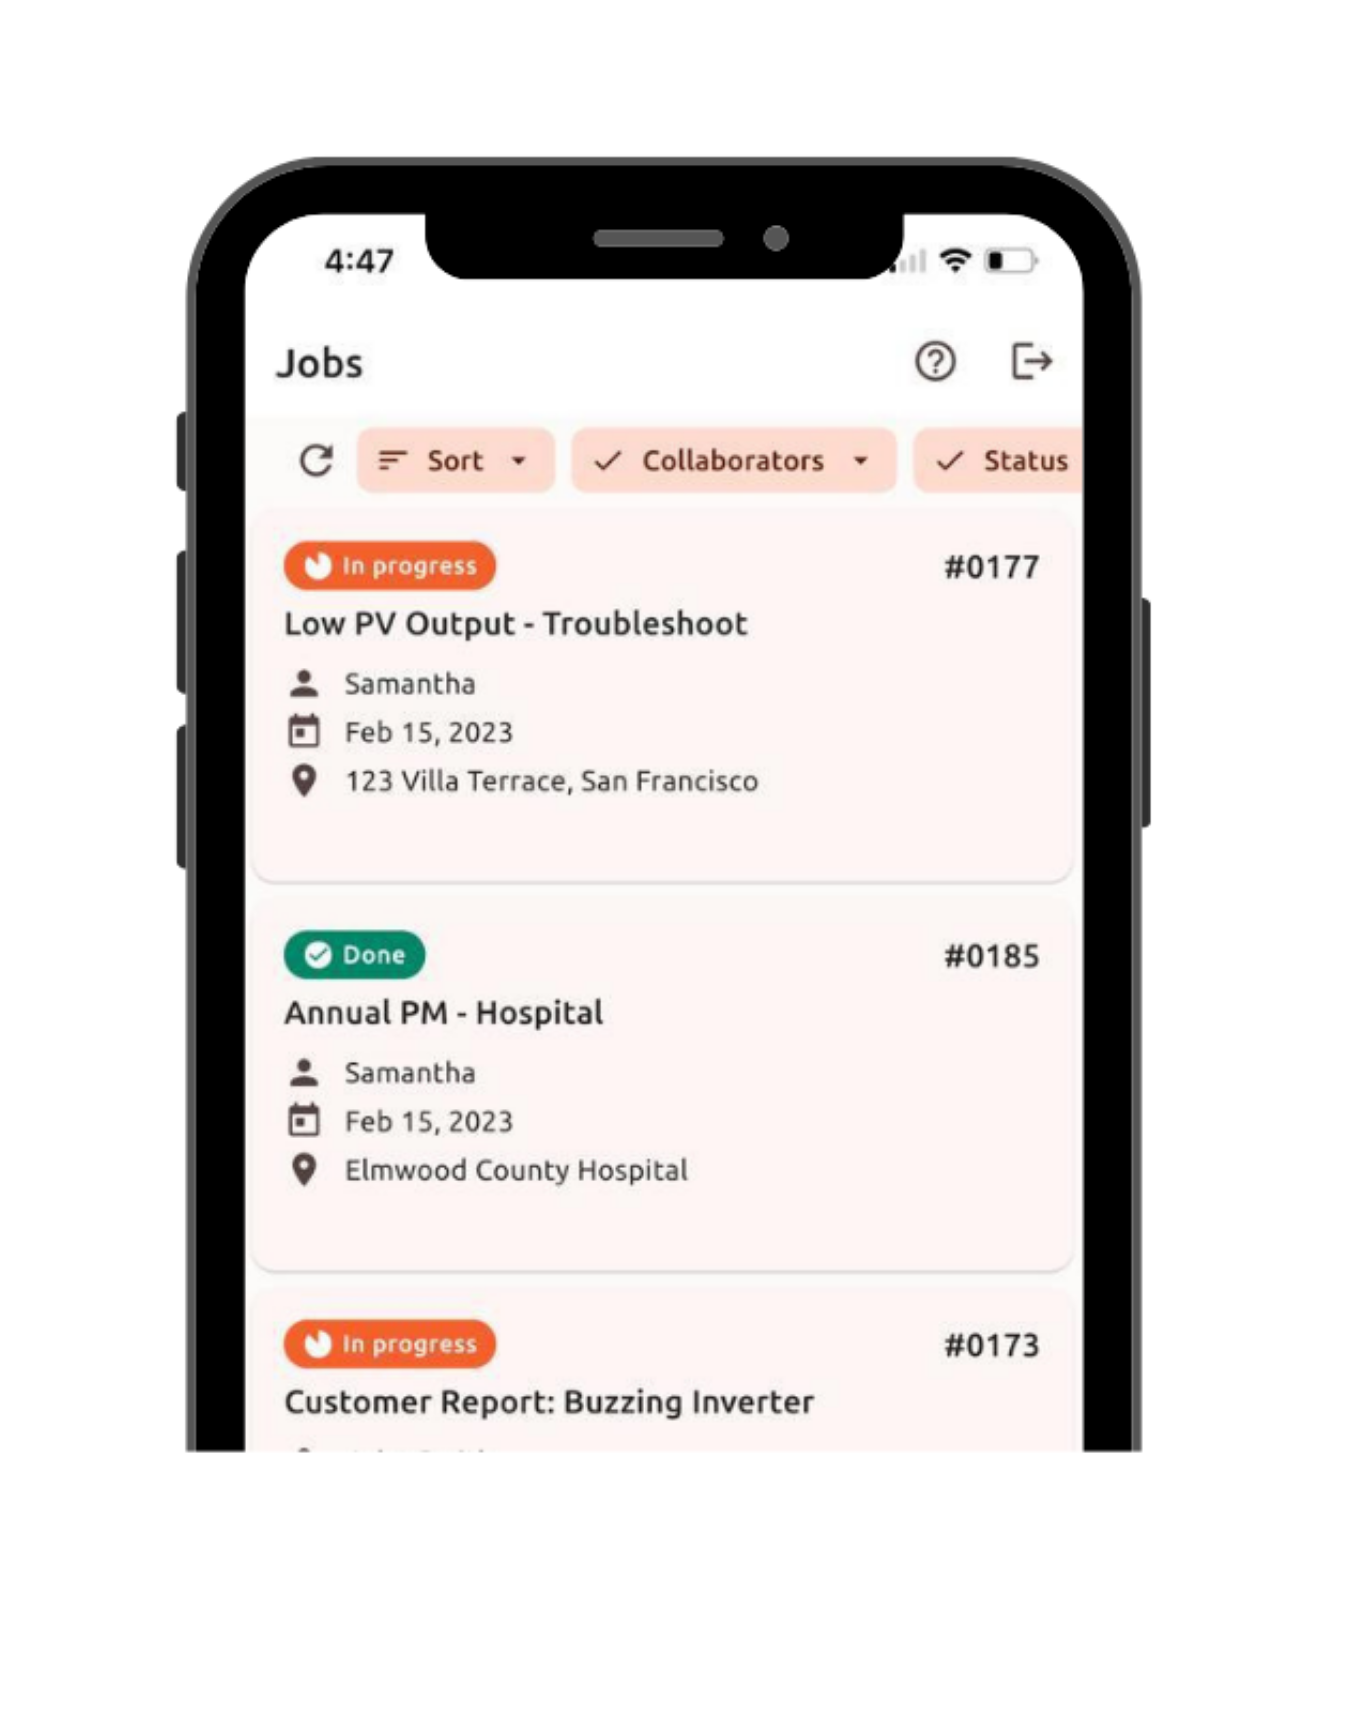 4:47
Jobs
Sort
Collaborators
Status
In progress
#0177
Low PV Output - Troubleshoot
Samantha
Feb 15, 2023
123 Villa Terrace, San Francisco
Done
#0185
Annual PM - Hospital
Samantha
Feb 15, 2023
Elmwood County Hospital
In progress
#0173
Customer Report: Buzzing Inverter